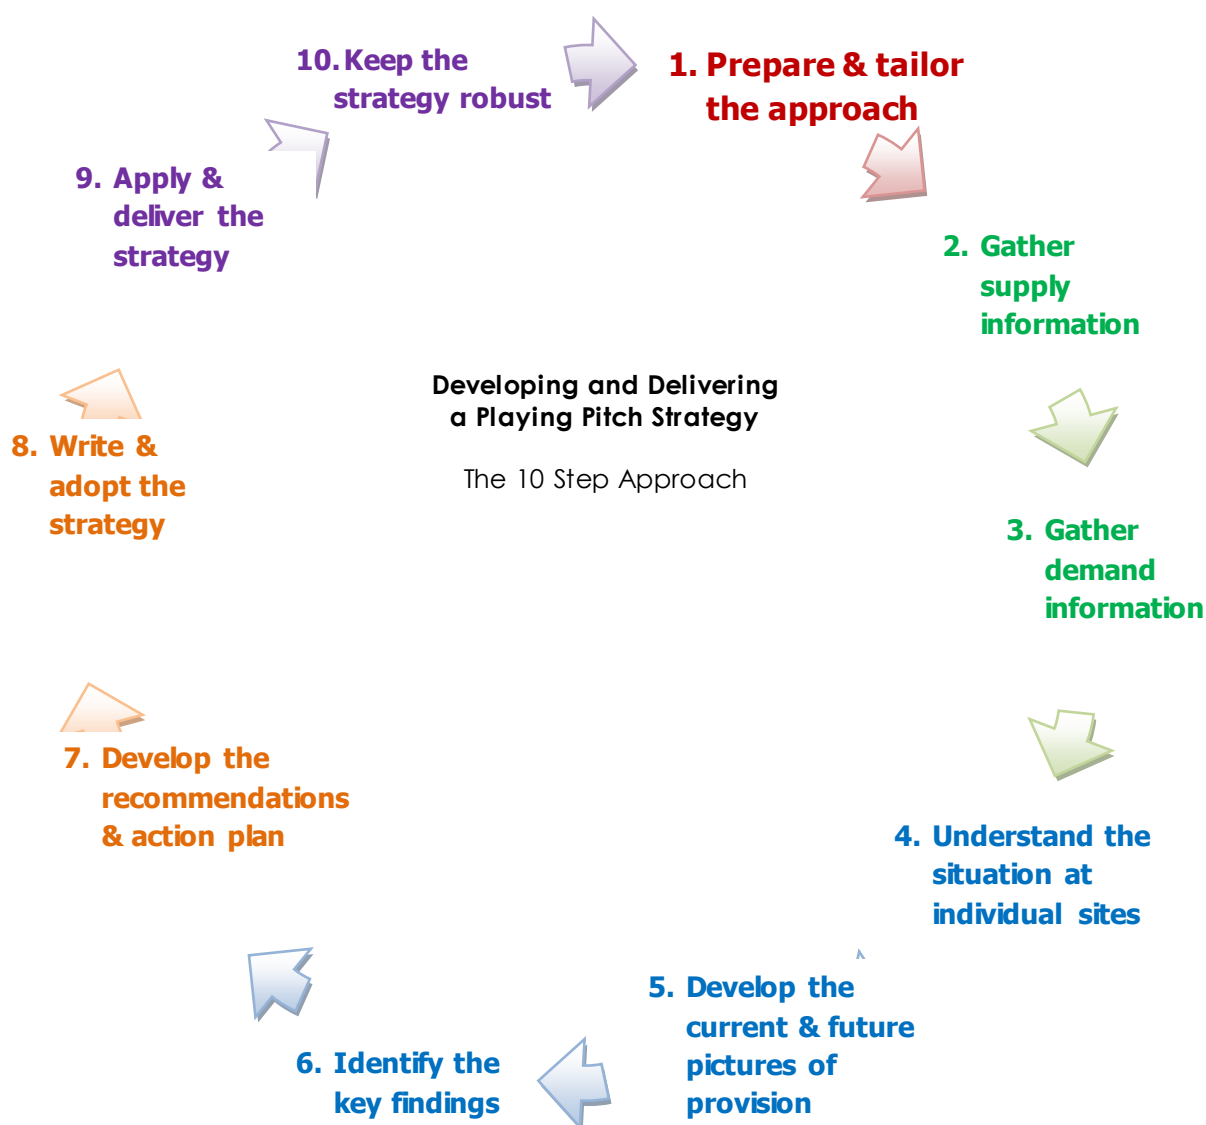 Developing and Delivering
a Playing Pitch Strategy
The 10 Step Approach
1. Prepare & tailor
the approach
2. Gather
supply
information
3. Gather
demand
information
4. Understand the
situation at
individual sites
5. Develop the
current & future
pictures of
provision
6. Identify the
key findings
7. Develop the
recommendations
& action plan
8. Write &
adopt the
strategy
9. Apply &
deliver the
strategy
10. Keep the
strategy robust